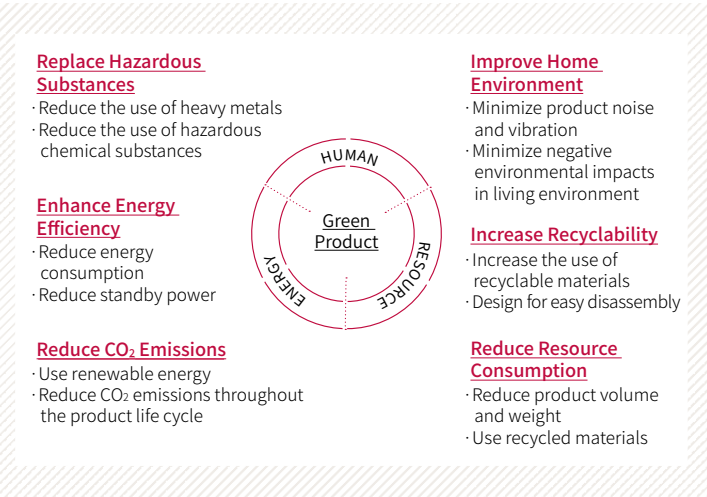 Replace Hazardous
Substances
· Reduce the use of heavy metals
· Reduce the use of hazardous
chemical substances
Enhance Energy
Efficiency
· Reduce energy
consumption
· Reduce standby power
Reduce CO₂ Emissions
· Use renewable energy
· Reduce CO₂ emissions throughout
the product life cycle
HUMAN
Green
Product
ENERGY
RESOURCE
Improve Home
Environment
· Minimize product noise
and vibration
· Minimize negative
environmental impacts
in living environment
Increase Recyclability
· Increase the use of
recyclable materials
· Design for easy disassembly
Reduce Resource
Consumption
· Reduce product volume
and weight
· Use recycled materials